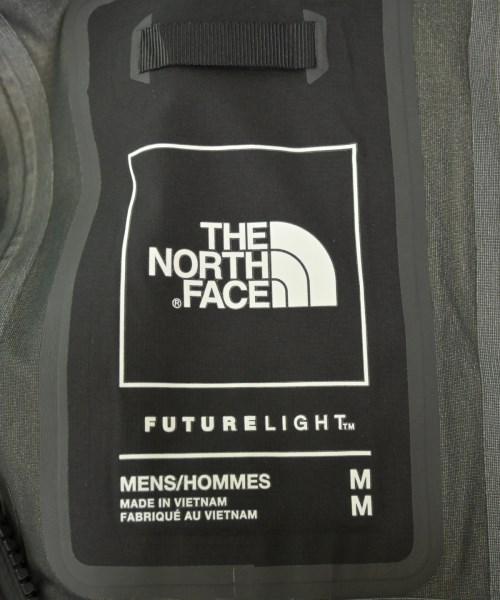 THE
NORTH
® FACE
FUTURELIGHT™
MENS/HOMMES M
MADE IN VIETNAM M
FABRIQUÉ AU VIETNAM